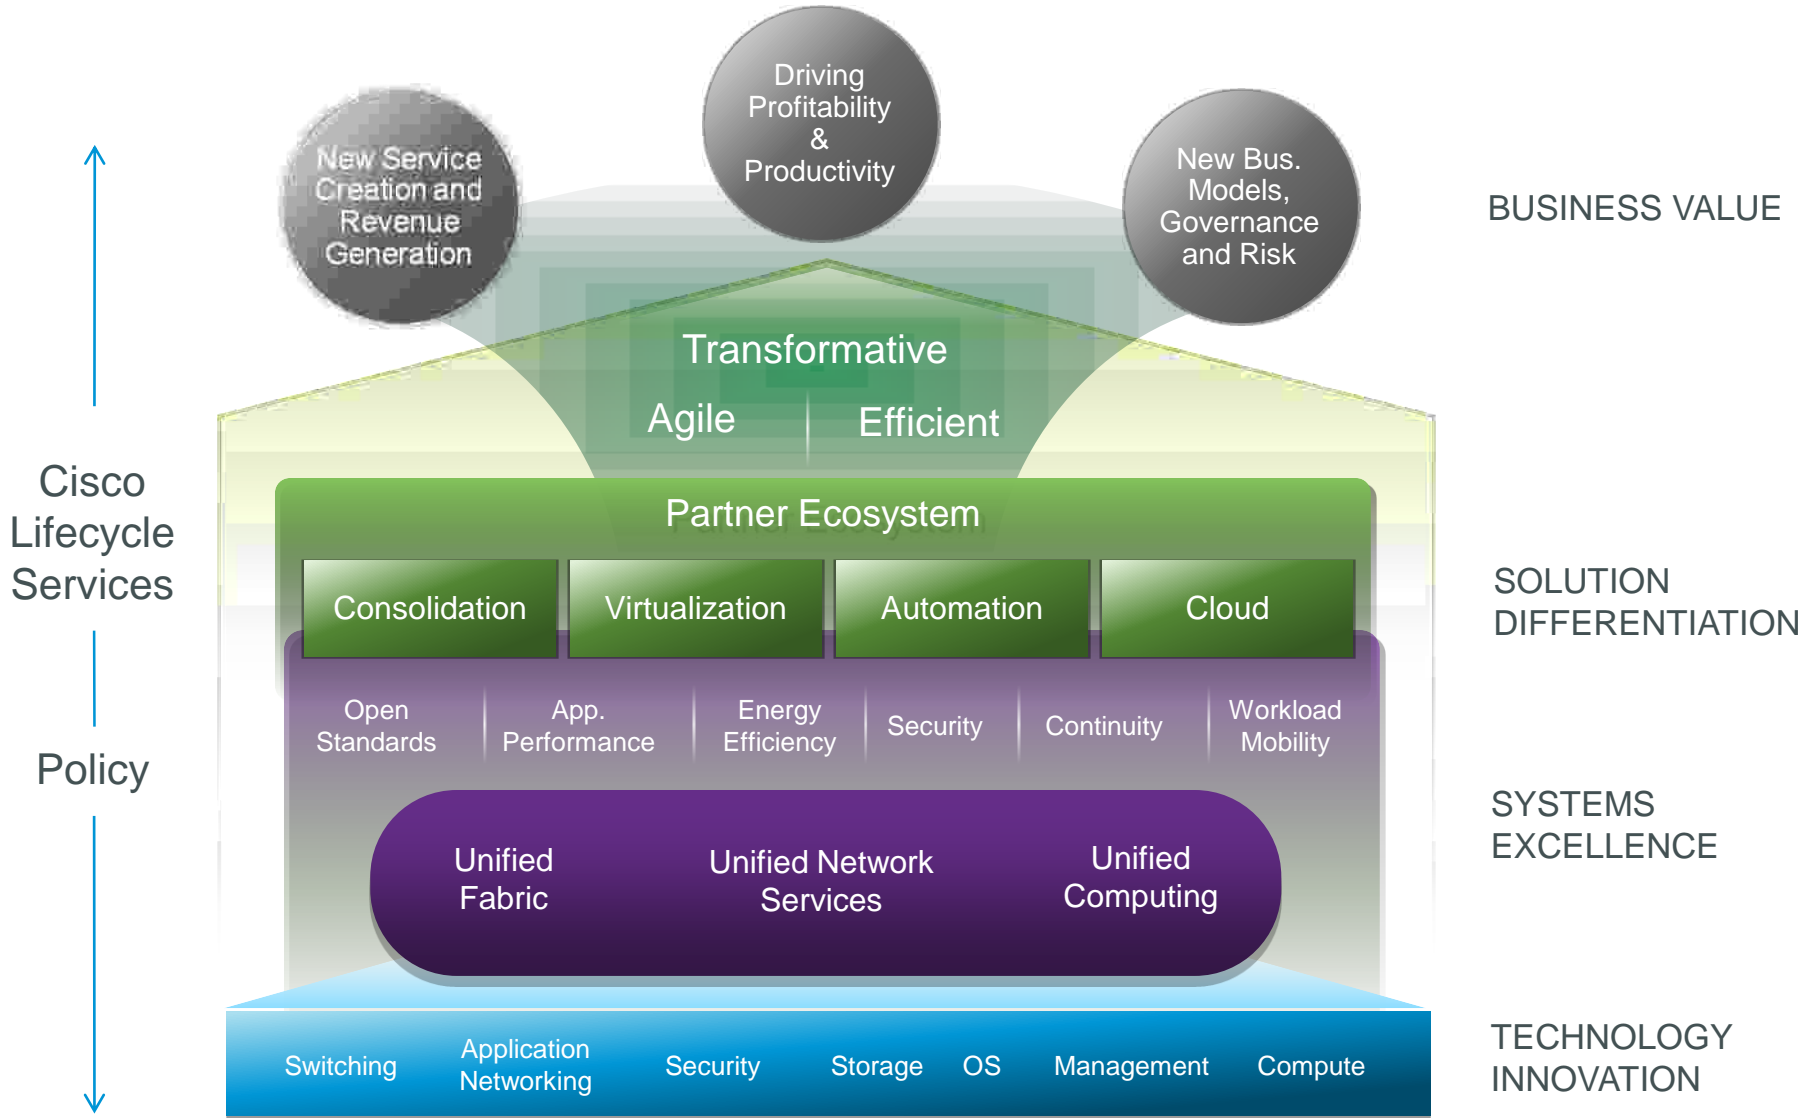 Driving
Profitability
&
Productivity
New Service
Creation and
Revenue
Generation
New Bus.
Models,
Governance
and Risk
BUSINESS VALUE
Transformative
Agile
Efficient
Cisco
Lifecycle
Services
Partner Ecosystem
Consolidation
Virtualization
Automation
Cloud
SOLUTION
DIFFERENTIATION
Open
Standards
App.
Performance
Energy
Efficiency
Security
Continuity
Workload
Mobility
Policy
Unified
Fabric
Unified Network
Services
Unified
Computing
SYSTEMS
EXCELLENCE
Switching
Application
Networking
Security
Storage
OS
Management
Compute
TECHNOLOGY
INNOVATION